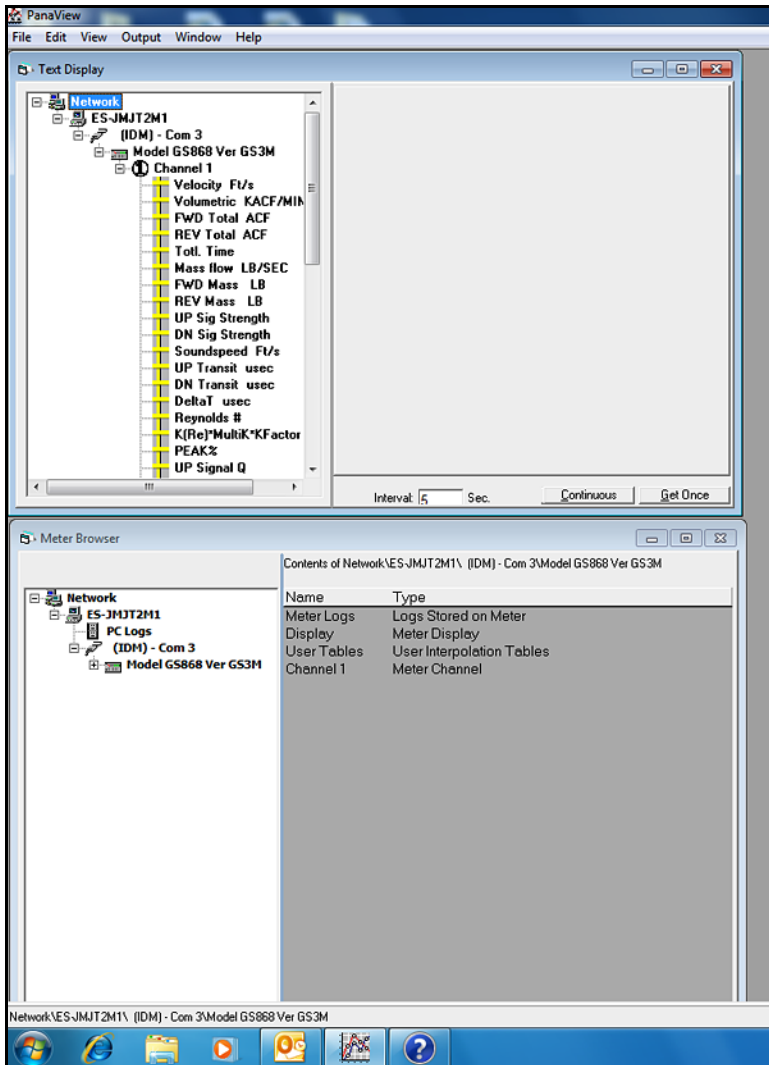 PanaView
File Edit View Output Window Help
Text Display
Network
ES-JMJT2M1
(IDM) - Com 3
Model GS868 Ver GS3M
Channel 1
Velocity Ft/s
Volumetric KACF/MIN
FWD Total ACF
REV Total ACF
Totl. Time
Mass flow LB/SEC
FWD Mass LB
REV Mass LB
UP Sig Strength
DN Sig Strength
Soundspeed Ft/s
UP Transit usec
DN Transit usec
DeltaT usec
Reynolds #
K(Re)*MultiK*KFactor
PEAK%
UP Signal Q
Interval: 5 Sec. Continuous Get Once
Meter Browser
Contents of Network\ES-JMJT2M1\ (IDM) - Com 3\Model GS868 Ver GS3M
Network
ES-JMJT2M1
PC Logs
(IDM) - Com 3
Model GS868 Ver GS3M
Name Type
Meter Logs Logs Stored on Meter
Display Meter Display
User Tables User Interpolation Tables
Channel 1 Meter Channel
Network\ES-JMJT2M1\ (IDM) - Com 3\Model GS868 Ver GS3M